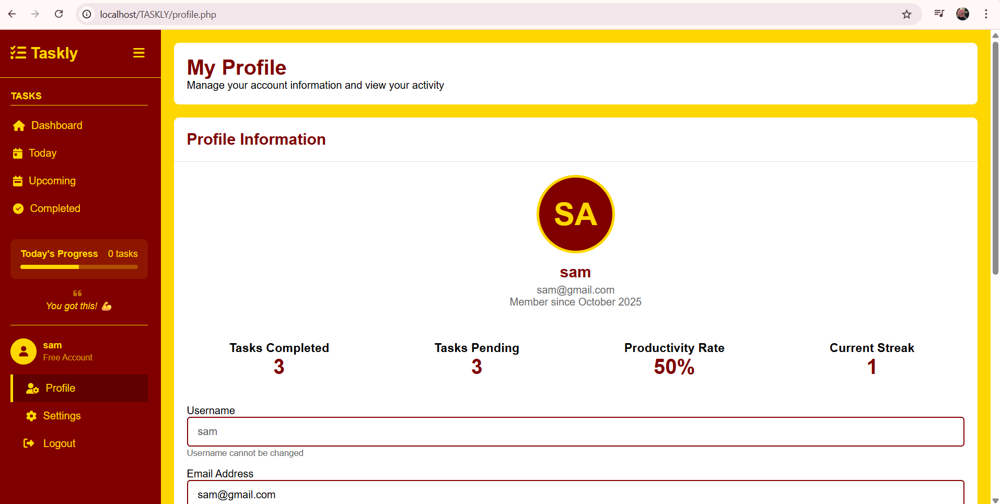 localhost/TASKLY/profile.php
Taskly
TASKS
Dashboard
Today
Upcoming
Completed
Today's Progress 0 tasks
You got this! 💪
sam
Free Account
Profile
Settings
Logout
My Profile
Manage your account information and view your activity
Profile Information
SA
sam
sam@gmail.com
Member since October 2025
Tasks Completed
3
Tasks Pending
3
Productivity Rate
50%
Current Streak
1
Username
sam
Username cannot be changed
Email Address
sam@gmail.com